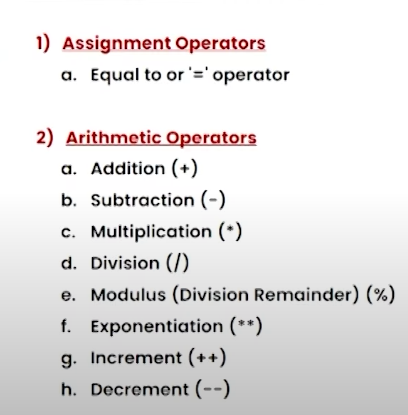 1) Assignment Operators
a. Equal to or '=' operator
2) Arithmetic Operators
a. Addition (+)
b. Subtraction (-)
c. Multiplication (*)
d. Division (/)
e. Modulus (Division Remainder) (%)
f. Exponentiation (**)
g. Increment (++)
h. Decrement (--)